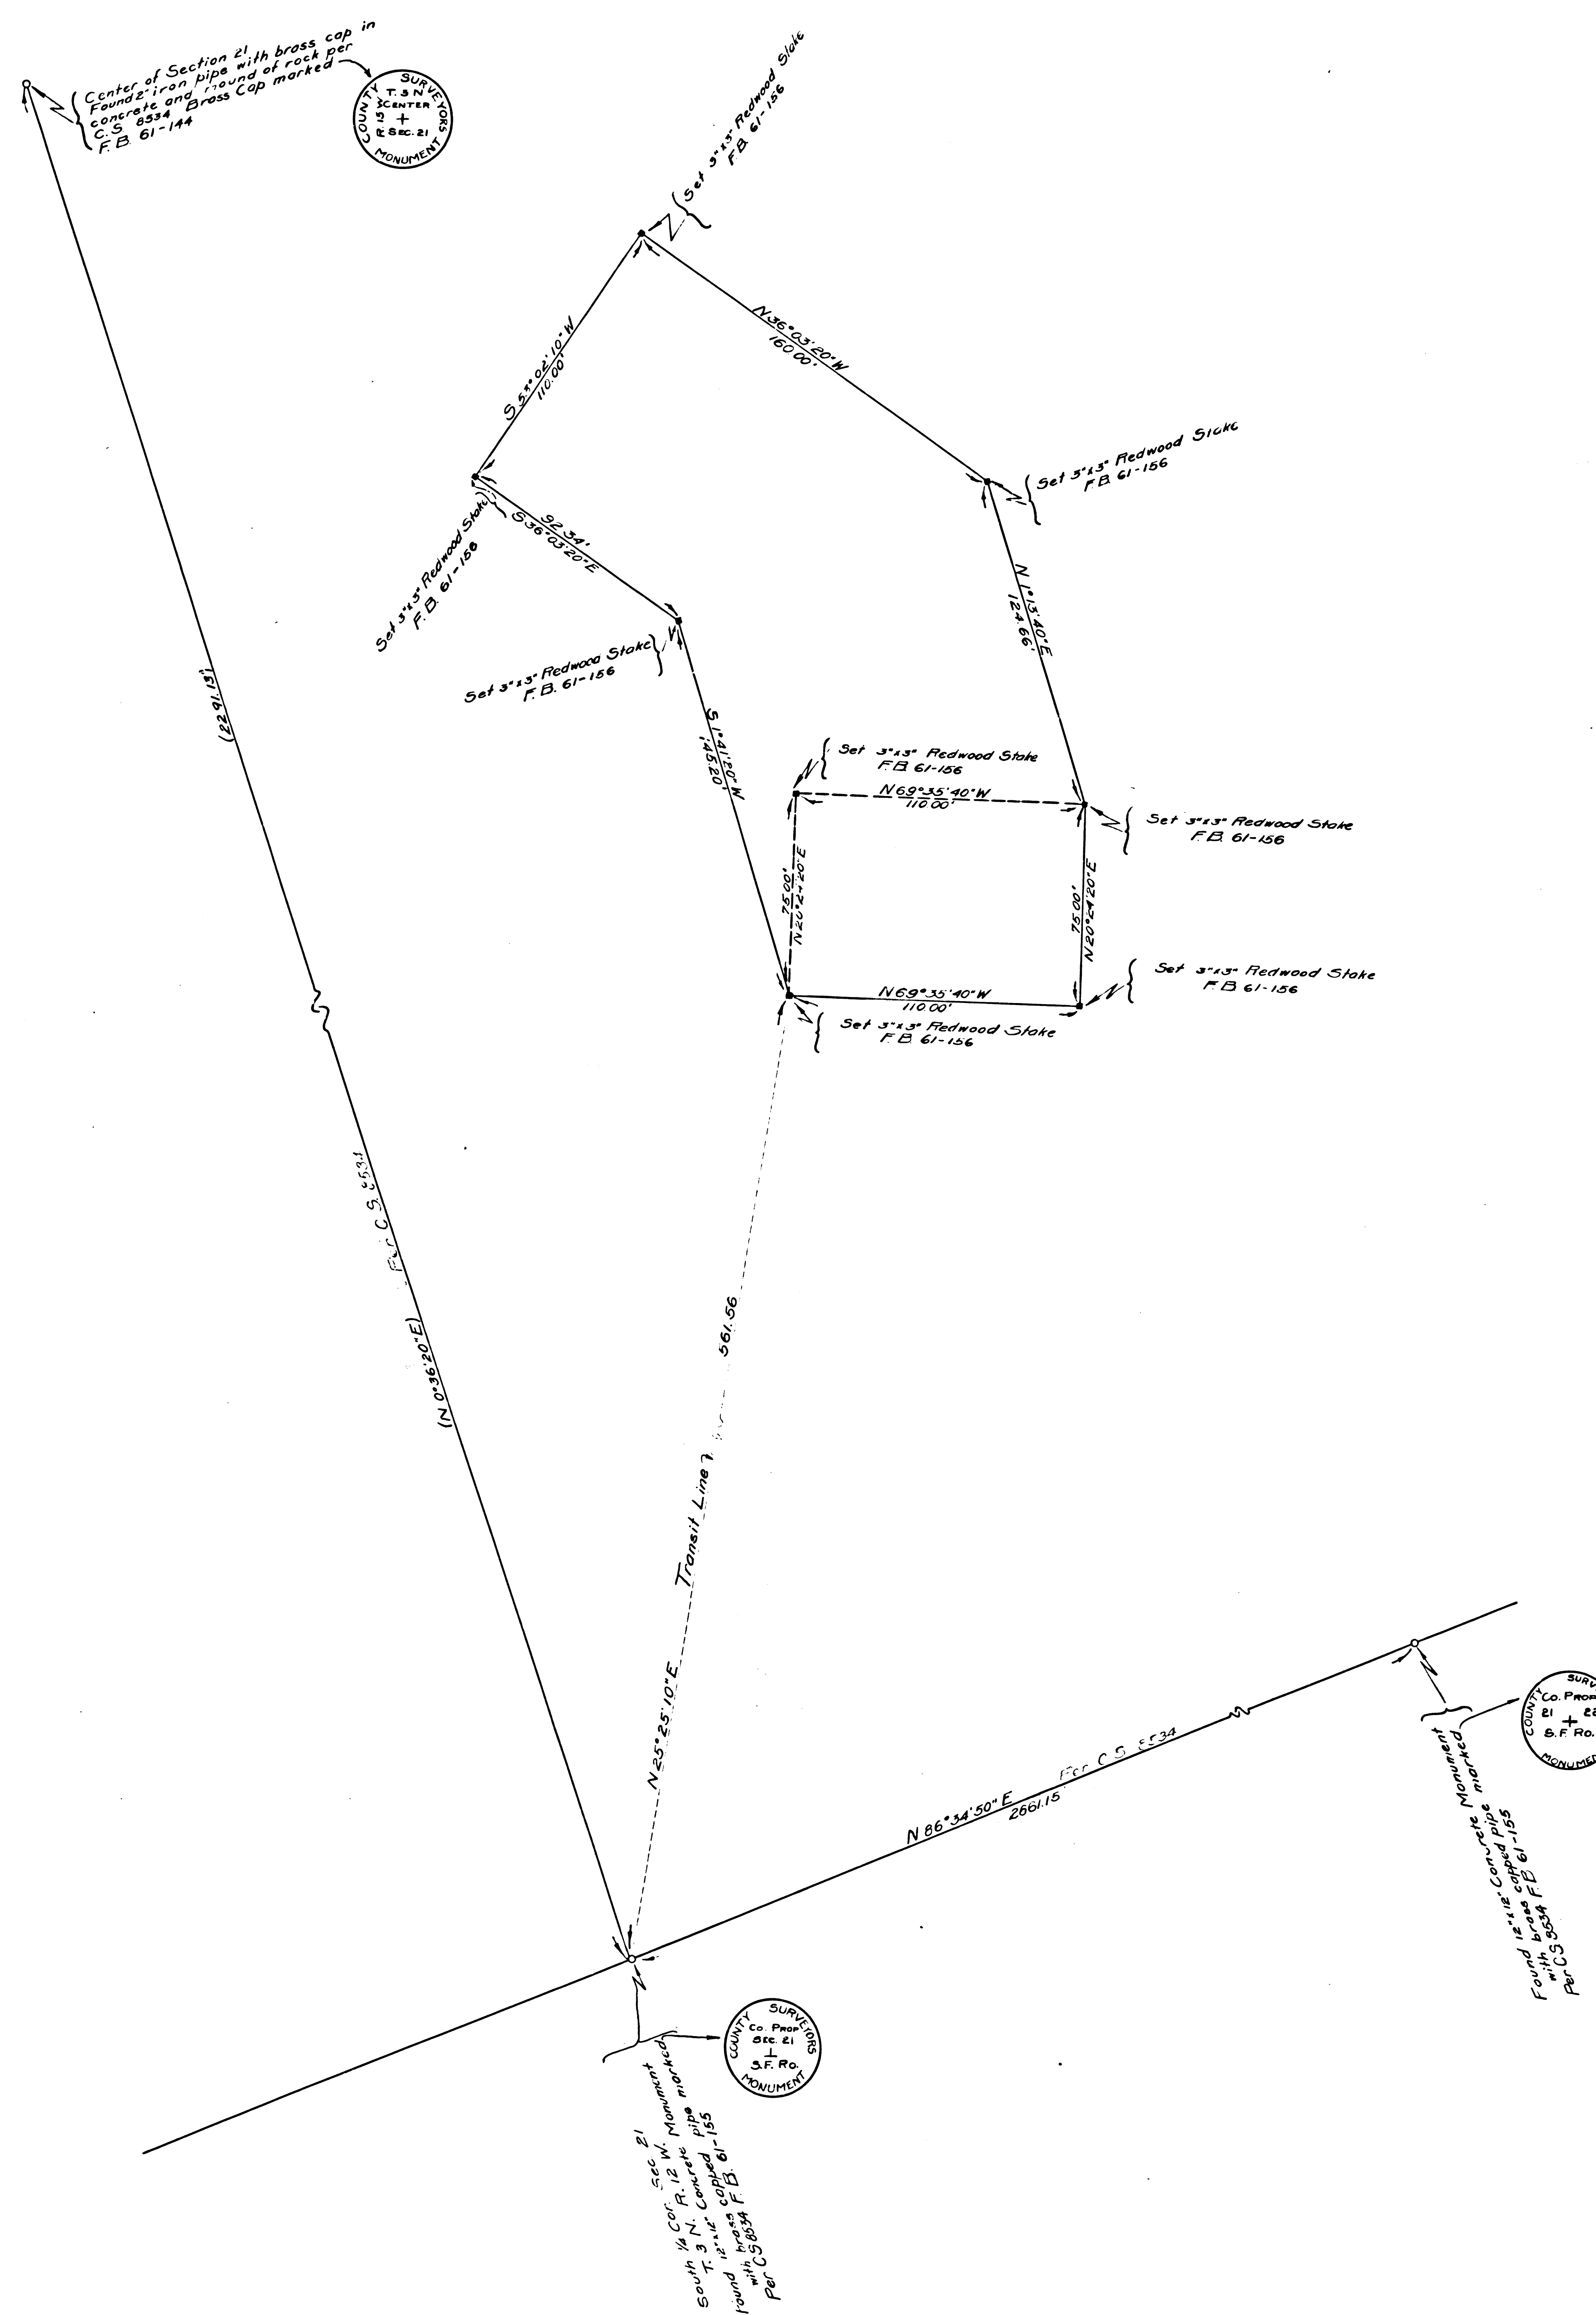 Center of Section 21
Found 2" iron pipe with brass cap in
concrete and mound of rock per
C.S. 8534 Brass Cap marked
F.B. 61-144
COUNTY SURVEYORS
T. 3 N
CENTER
SEC. 21
MONUMENT
Set 3"x3" Redwood Stake
F.B. 61-156
S 53°02'10" W
110.00'
N 36°03'20" W
160.00'
Set 3"x3" Redwood Stake
F.B. 61-156
92.34'
S 36°03'20" E
Set 3"x3" Redwood Stake
F.B. 61-156
N 1°13'40" E
124.66'
Set 3"x3" Redwood Stake
F.B. 61-156
(2291.13')
S 1°41'20" W
145.20'
Set 3"x3" Redwood Stake
F.B. 61-156
N 69°35'40" W
110.00'
Set 3"x3" Redwood Stake
F.B. 61-156
75.00'
N 20°24'20" E
75.00'
N 20°24'20" E
Set 3"x3" Redwood Stake
F.B. 61-156
N 69°35'40" W
110.00'
Set 3"x3" Redwood Stake
F.B. 61-156
Per C S 8534
(N 0°36'20" E)
561.56
Transit Line
N 25°25'10" E
Per C S 8534
N 86°34'50" E
2661.15'
COUNTY
Co. Prop
21
S.F. Ro.
Found 12"x12" Concrete Monument
with brass capped pipe marked
Per C S 8534 F.B. 61-155
COUNTY SURVEYORS
Co. Prop
Sec. 21
S.F. Ro.
MONUMENT
South 1/4 Cor. Sec 21
T. 3 N. R. 12 W.
Found 12"x12" Concrete Monument
with brass capped pipe marked
Per C S 8534 F.B. 61-155